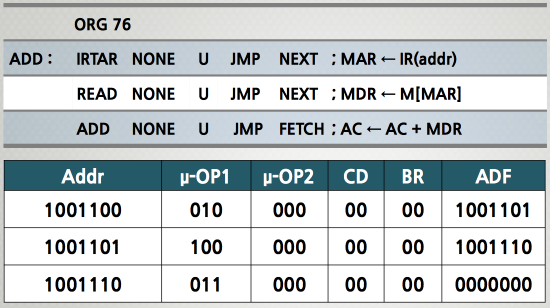 ORG 76
ADD : IRTAR NONE U JMP NEXT ; MAR ← IR(addr)
READ NONE U JMP NEXT ; MDR ← M[MAR]
ADD NONE U JMP FETCH ; AC ← AC + MDR
Addr μ-OP1 μ-OP2 CD BR ADF
1001100 010 000 00 00 1001101
1001101 100 000 00 00 1001110
1001110 011 000 00 00 0000000